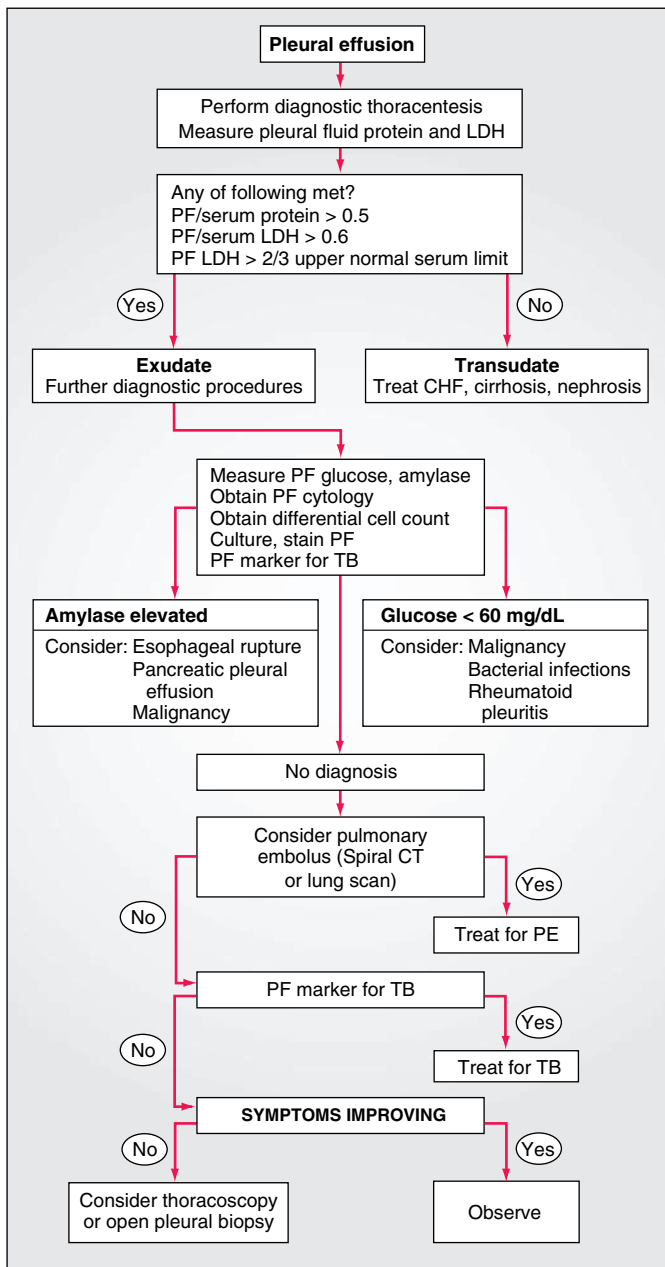 Pleural effusion
Perform diagnostic thoracentesis
Measure pleural fluid protein and LDH
Any of following met?
PF/serum protein > 0.5
PF/serum LDH > 0.6
PF LDH > 2/3 upper normal serum limit
Yes
No
Exudate
Further diagnostic procedures
Transudate
Treat CHF, cirrhosis, nephrosis
Measure PF glucose, amylase
Obtain PF cytology
Obtain differential cell count
Culture, stain PF
PF marker for TB
Amylase elevated
Consider: Esophageal rupture
Pancreatic pleural
effusion
Malignancy
Glucose < 60 mg/dL
Consider: Malignancy
Bacterial infections
Rheumatoid
pleuritis
No diagnosis
Consider pulmonary
embolus (Spiral CT
or lung scan)
No
Yes
Treat for PE
PF marker for TB
No
Yes
Treat for TB
SYMPTOMS IMPROVING
No
Yes
Consider thoracoscopy
or open pleural biopsy
Observe